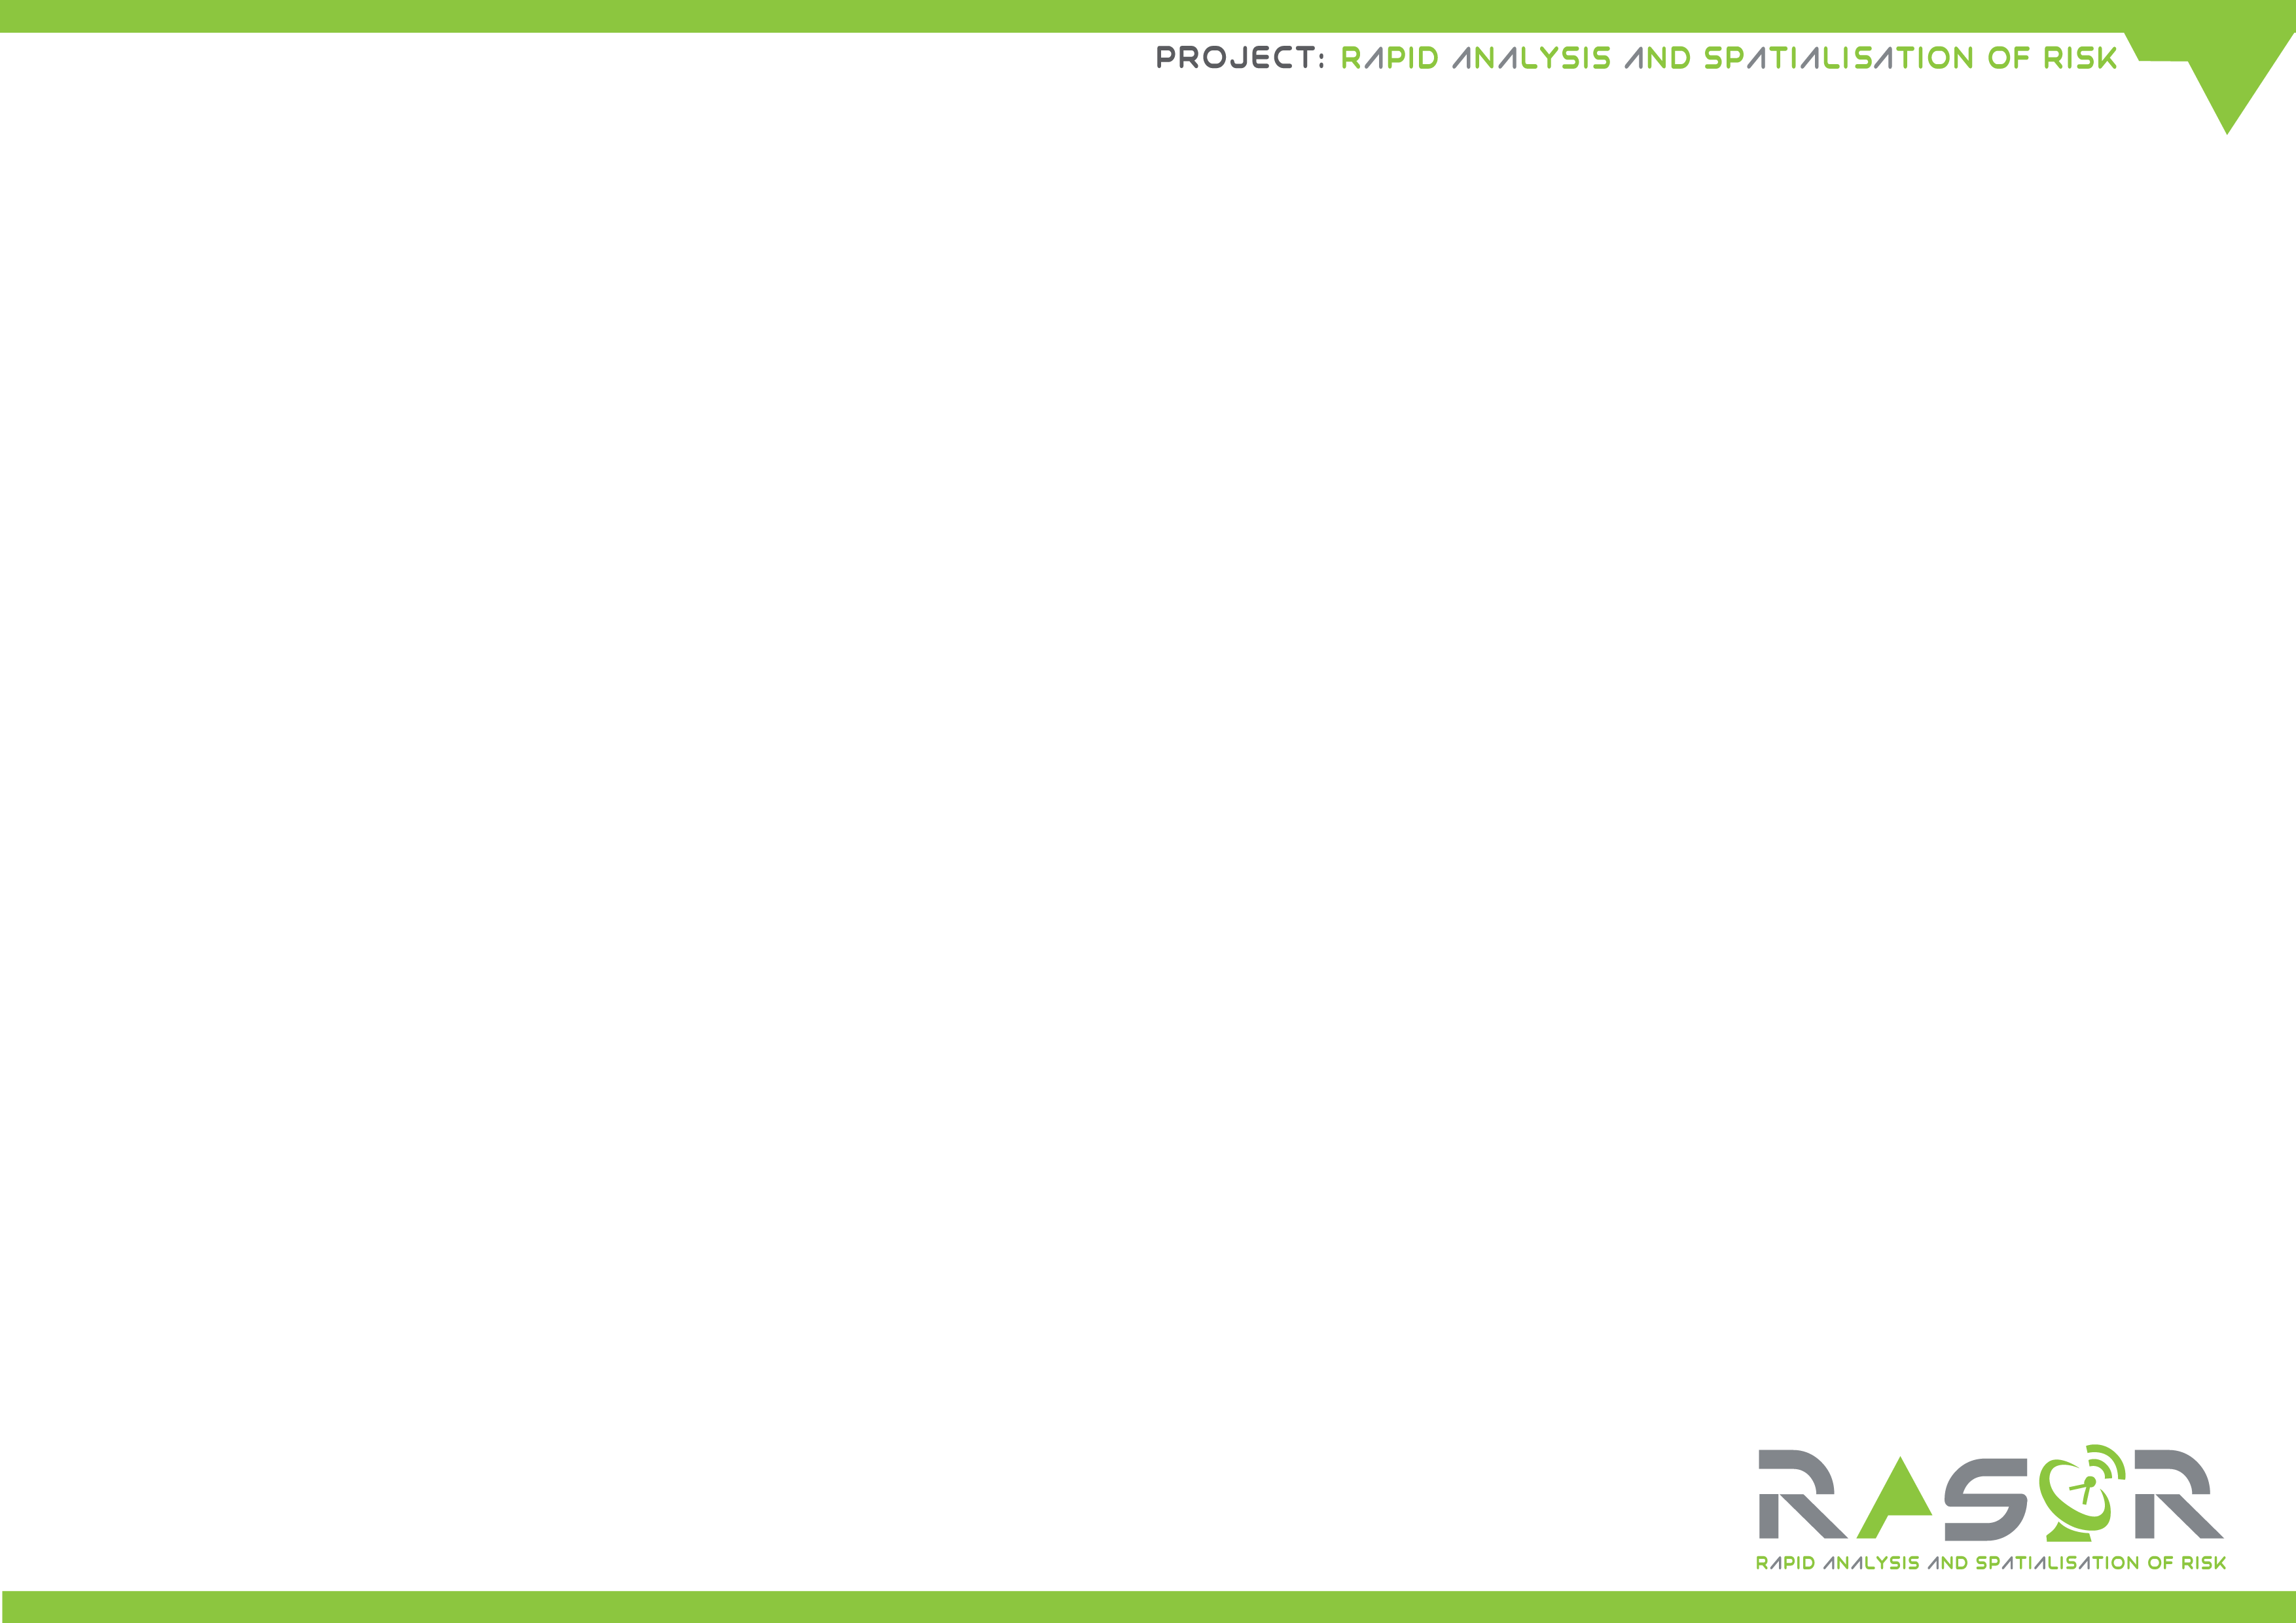 PROJECT: RAPID ANALYSIS AND SPATIALISATION OF RISK
RASOR
RAPID ANALYSIS AND SPATIALISATION OF RISK